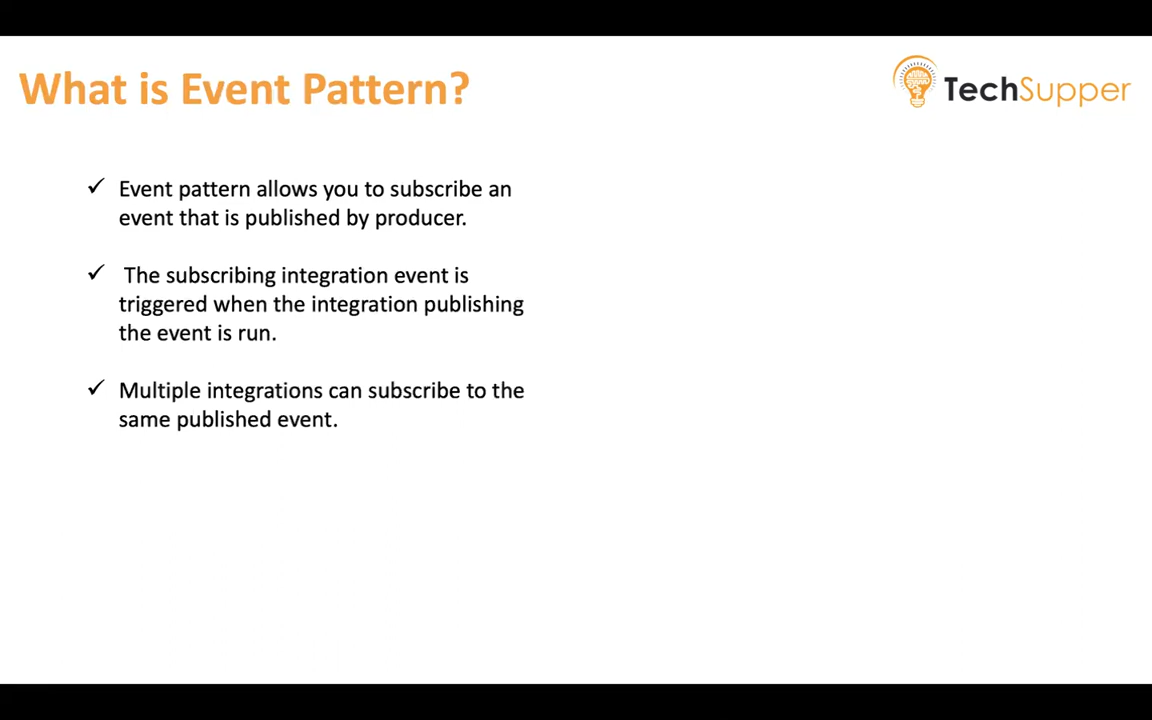 What is Event Pattern?
TechSupper
✓ Event pattern allows you to subscribe an
event that is published by producer.
✓ The subscribing integration event is
triggered when the integration publishing
the event is run.
✓ Multiple integrations can subscribe to the
same published event.